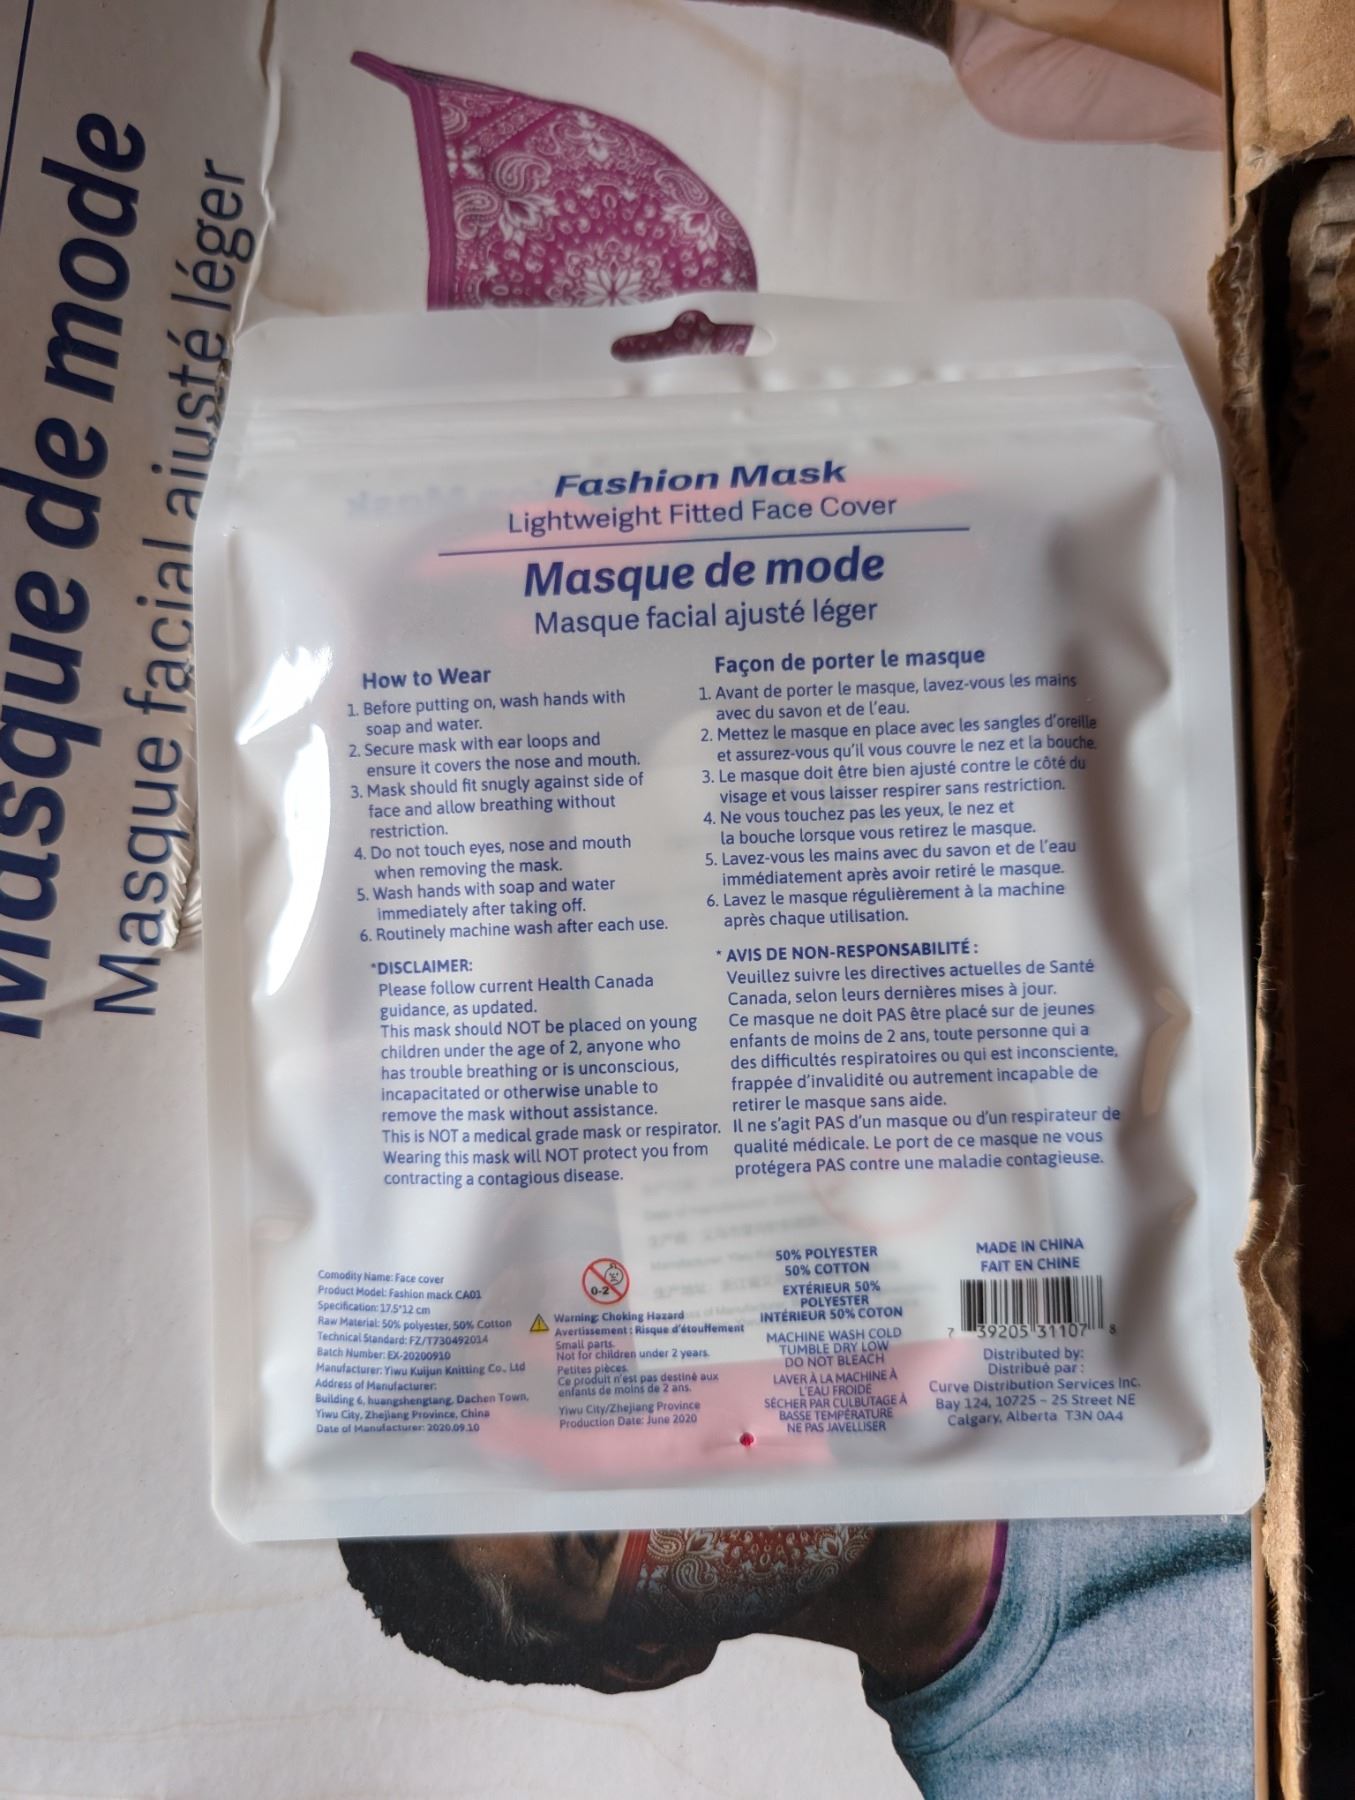 Masque de mode
Masque facial ajusté léger
Fashion Mask
Lightweight Fitted Face Cover
Masque de mode
Masque facial ajusté léger
How to Wear
1. Before putting on, wash hands with
soap and water.
2. Secure mask with ear loops and
ensure it covers the nose and mouth.
3. Mask should fit snugly against side of
face and allow breathing without
restriction.
4. Do not touch eyes, nose and mouth
when removing the mask.
5. Wash hands with soap and water
immediately after taking off.
6. Routinely machine wash after each use.
*DISCLAIMER:
Please follow current Health Canada
guidance, as updated.
This mask should NOT be placed on young
children under the age of 2, anyone who
has trouble breathing or is unconscious,
incapacitated or otherwise unable to
remove the mask without assistance.
This is NOT a medical grade mask or respirator.
Wearing this mask will NOT protect you from
contracting a contagious disease.
Façon de porter le masque
1. Avant de porter le masque, lavez-vous les mains
avec du savon et de l'eau.
2. Mettez le masque en place avec les sangles d'oreille
et assurez-vous qu'il vous couvre le nez et la bouche.
3. Le masque doit être bien ajusté contre le côté du
visage et vous laisser respirer sans restriction.
4. Ne vous touchez pas les yeux, le nez et
la bouche lorsque vous retirez le masque.
5. Lavez-vous les mains avec du savon et de l'eau
immédiatement après avoir retiré le masque.
6. Lavez le masque régulièrement à la machine
après chaque utilisation.
* AVIS DE NON-RESPONSABILITÉ :
Veuillez suivre les directives actuelles de Santé
Canada, selon leurs dernières mises à jour.
Ce masque ne doit PAS être placé sur de jeunes
enfants de moins de 2 ans, toute personne qui a
des difficultés respiratoires ou qui est inconsciente,
frappée d'invalidité ou autrement incapable de
retirer le masque sans aide.
Il ne s'agit PAS d'un masque ou d'un respirateur de
qualité médicale. Le port de ce masque ne vous
protégera PAS contre une maladie contagieuse.
Comodity Name: Face cover
Product Model: Fashion mack CA01
Specification: 17.5*12 cm
Raw Material: 50% polyester, 50% Cotton
Technical Standard: FZ/T730492014
Batch Number: EX-20200910
Manufacturer: Yiwu Kuijun Knitting Co., Ltd
Address of Manufacturer:
Building 6, huangshengtang, Dachen Town,
Yiwu City, Zhejiang Province, China
Date of Manufacturer: 2020.09.10
0-2
Warning: Choking Hazard
Avertissement : Risque d'étouffement
Small parts.
Not for children under 2 years.
Petites pièces.
Ce produit n'est pas destiné aux
enfants de moins de 2 ans.
Yiwu City/Zhejiang Province
Production Date: June 2020
50% POLYESTER
50% COTTON
EXTÉRIEUR 50%
POLYESTER
INTÉRIEUR 50% COTON
MACHINE WASH COLD
TUMBLE DRY LOW
DO NOT BLEACH
LAVER À LA MACHINE À
L'EAU FROIDE
SÉCHER PAR CULBUTAGE À
BASSE TEMPÉRATURE
NE PAS JAVELLISER
MADE IN CHINA
FAIT EN CHINE
7 39205 31107 8
Distributed by:
Distribué par :
Curve Distribution Services Inc.
Bay 124, 10725 - 25 Street NE
Calgary, Alberta T3N 0A4